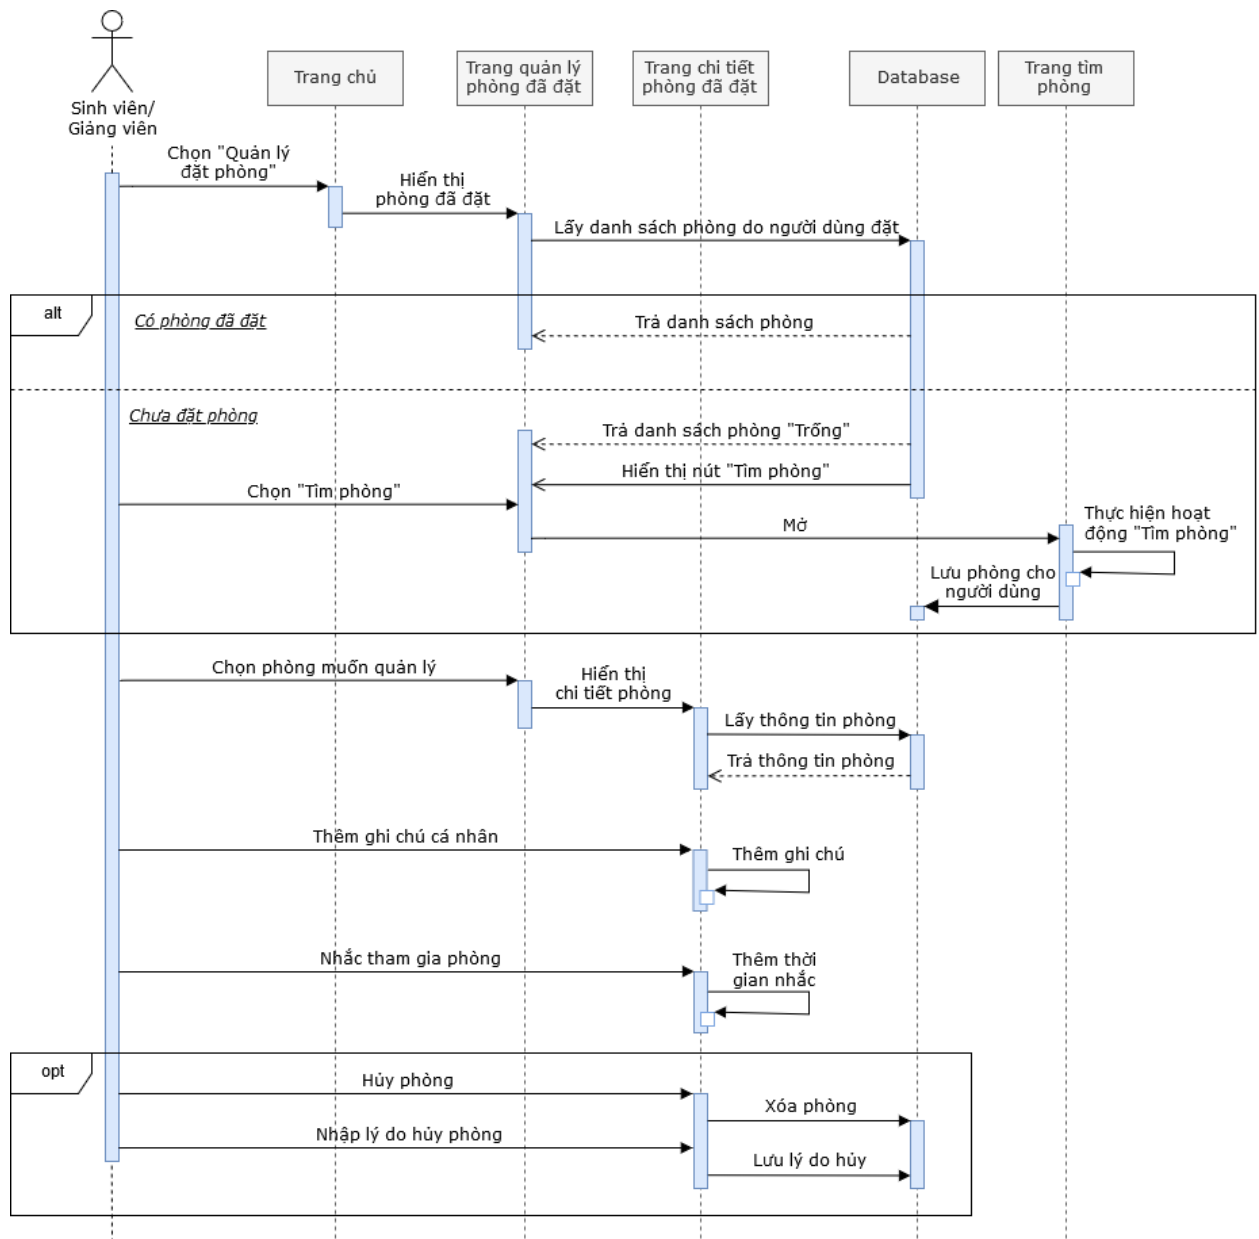 Sinh viên/
Giảng viên
Trang chủ
Trang quản lý
phòng đã đặt
Trang chi tiết
phòng đã đặt
Database
Trang tìm
phòng
Chọn "Quản lý
đặt phòng"
Hiển thị
phòng đã đặt
Lấy danh sách phòng do người dùng đặt
alt
Có phòng đã đặt
Trả danh sách phòng
Chưa đặt phòng
Trả danh sách phòng "Trống"
Hiển thị nút "Tìm phòng"
Chọn "Tìm phòng"
Mở
Thực hiện hoạt
động "Tìm phòng"
Lưu phòng cho
người dùng
Chọn phòng muốn quản lý
Hiển thị
chi tiết phòng
Lấy thông tin phòng
Trả thông tin phòng
Thêm ghi chú cá nhân
Thêm ghi chú
Nhắc tham gia phòng
Thêm thời
gian nhắc
opt
Hủy phòng
Xóa phòng
Nhập lý do hủy phòng
Lưu lý do hủy